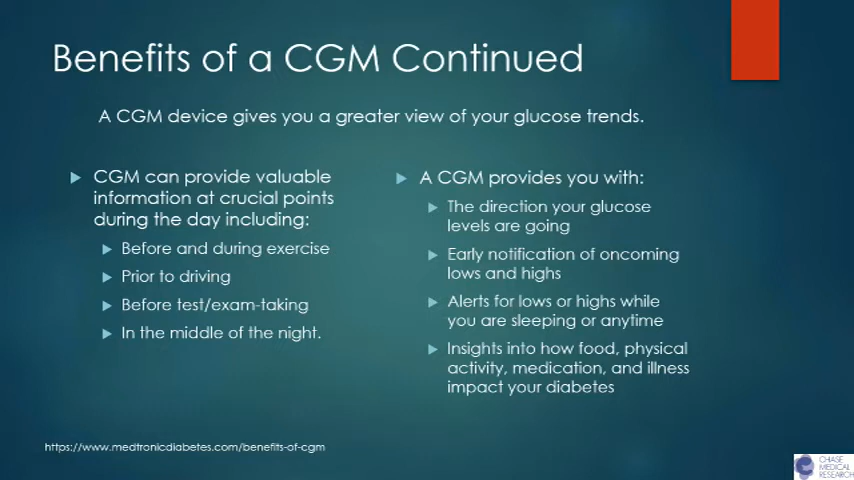 Benefits of a CGM Continued
A CGM device gives you a greater view of your glucose trends.
CGM can provide valuable
information at crucial points
during the day including:
Before and during exercise
Prior to driving
Before test/exam-taking
In the middle of the night.
A CGM provides you with:
The direction your glucose
levels are going
Early notification of oncoming
lows and highs
Alerts for lows or highs while
you are sleeping or anytime
Insights into how food, physical
activity, medication, and illness
impact your diabetes
https://www.medtronicdiabetes.com/benefits-of-cgm
CHASE
MEDICAL
RESEARCH